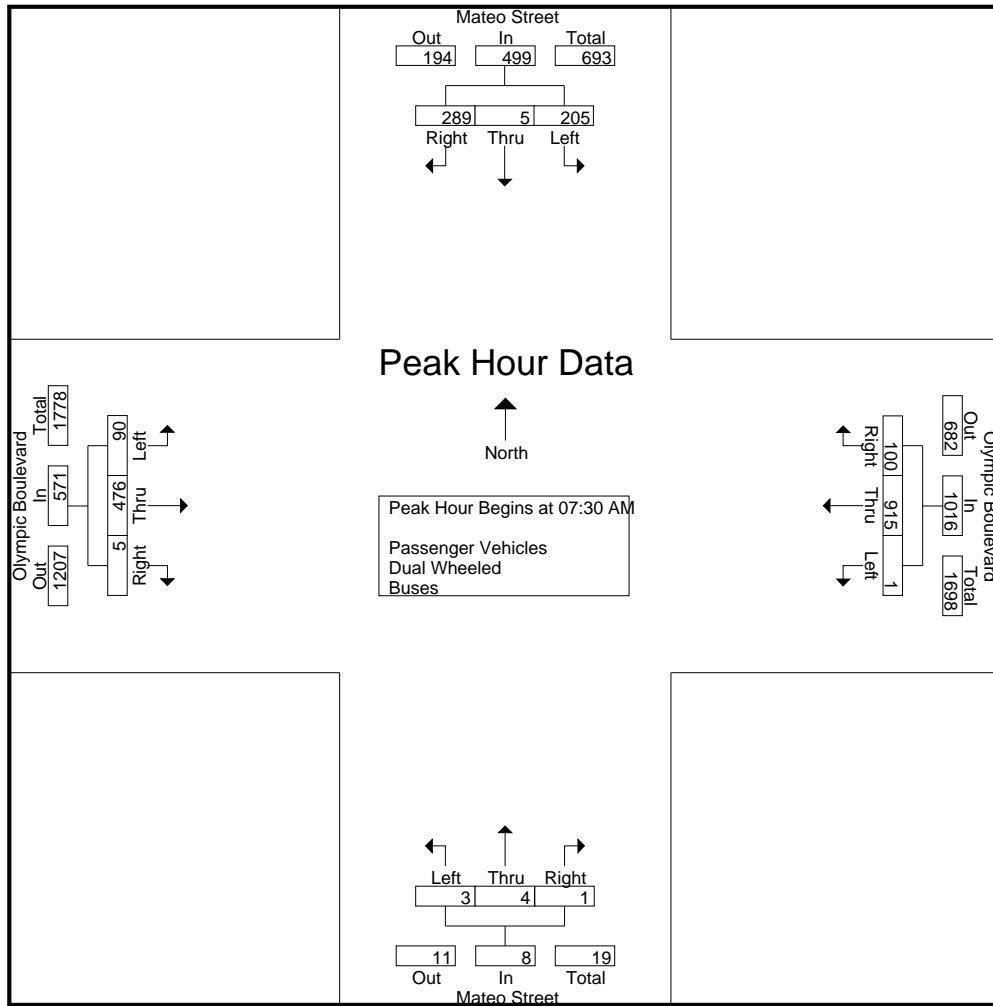 Mateo Street
Out In Total
194 499 693
289 5 205
Right Thru Left
Peak Hour Data
North
Peak Hour Begins at 07:30 AM
Passenger Vehicles
Dual Wheeled
Buses
Olympic Boulevard
Out In Total
1207 571 1778
5 476 90
Right Thru Left
Olympic Boulevard
Out In Total
682 1016 1698
100 915 1
Right Thru Left
Left Thru Right
3 4 1
11 8 19
Out In Total
Mateo Street